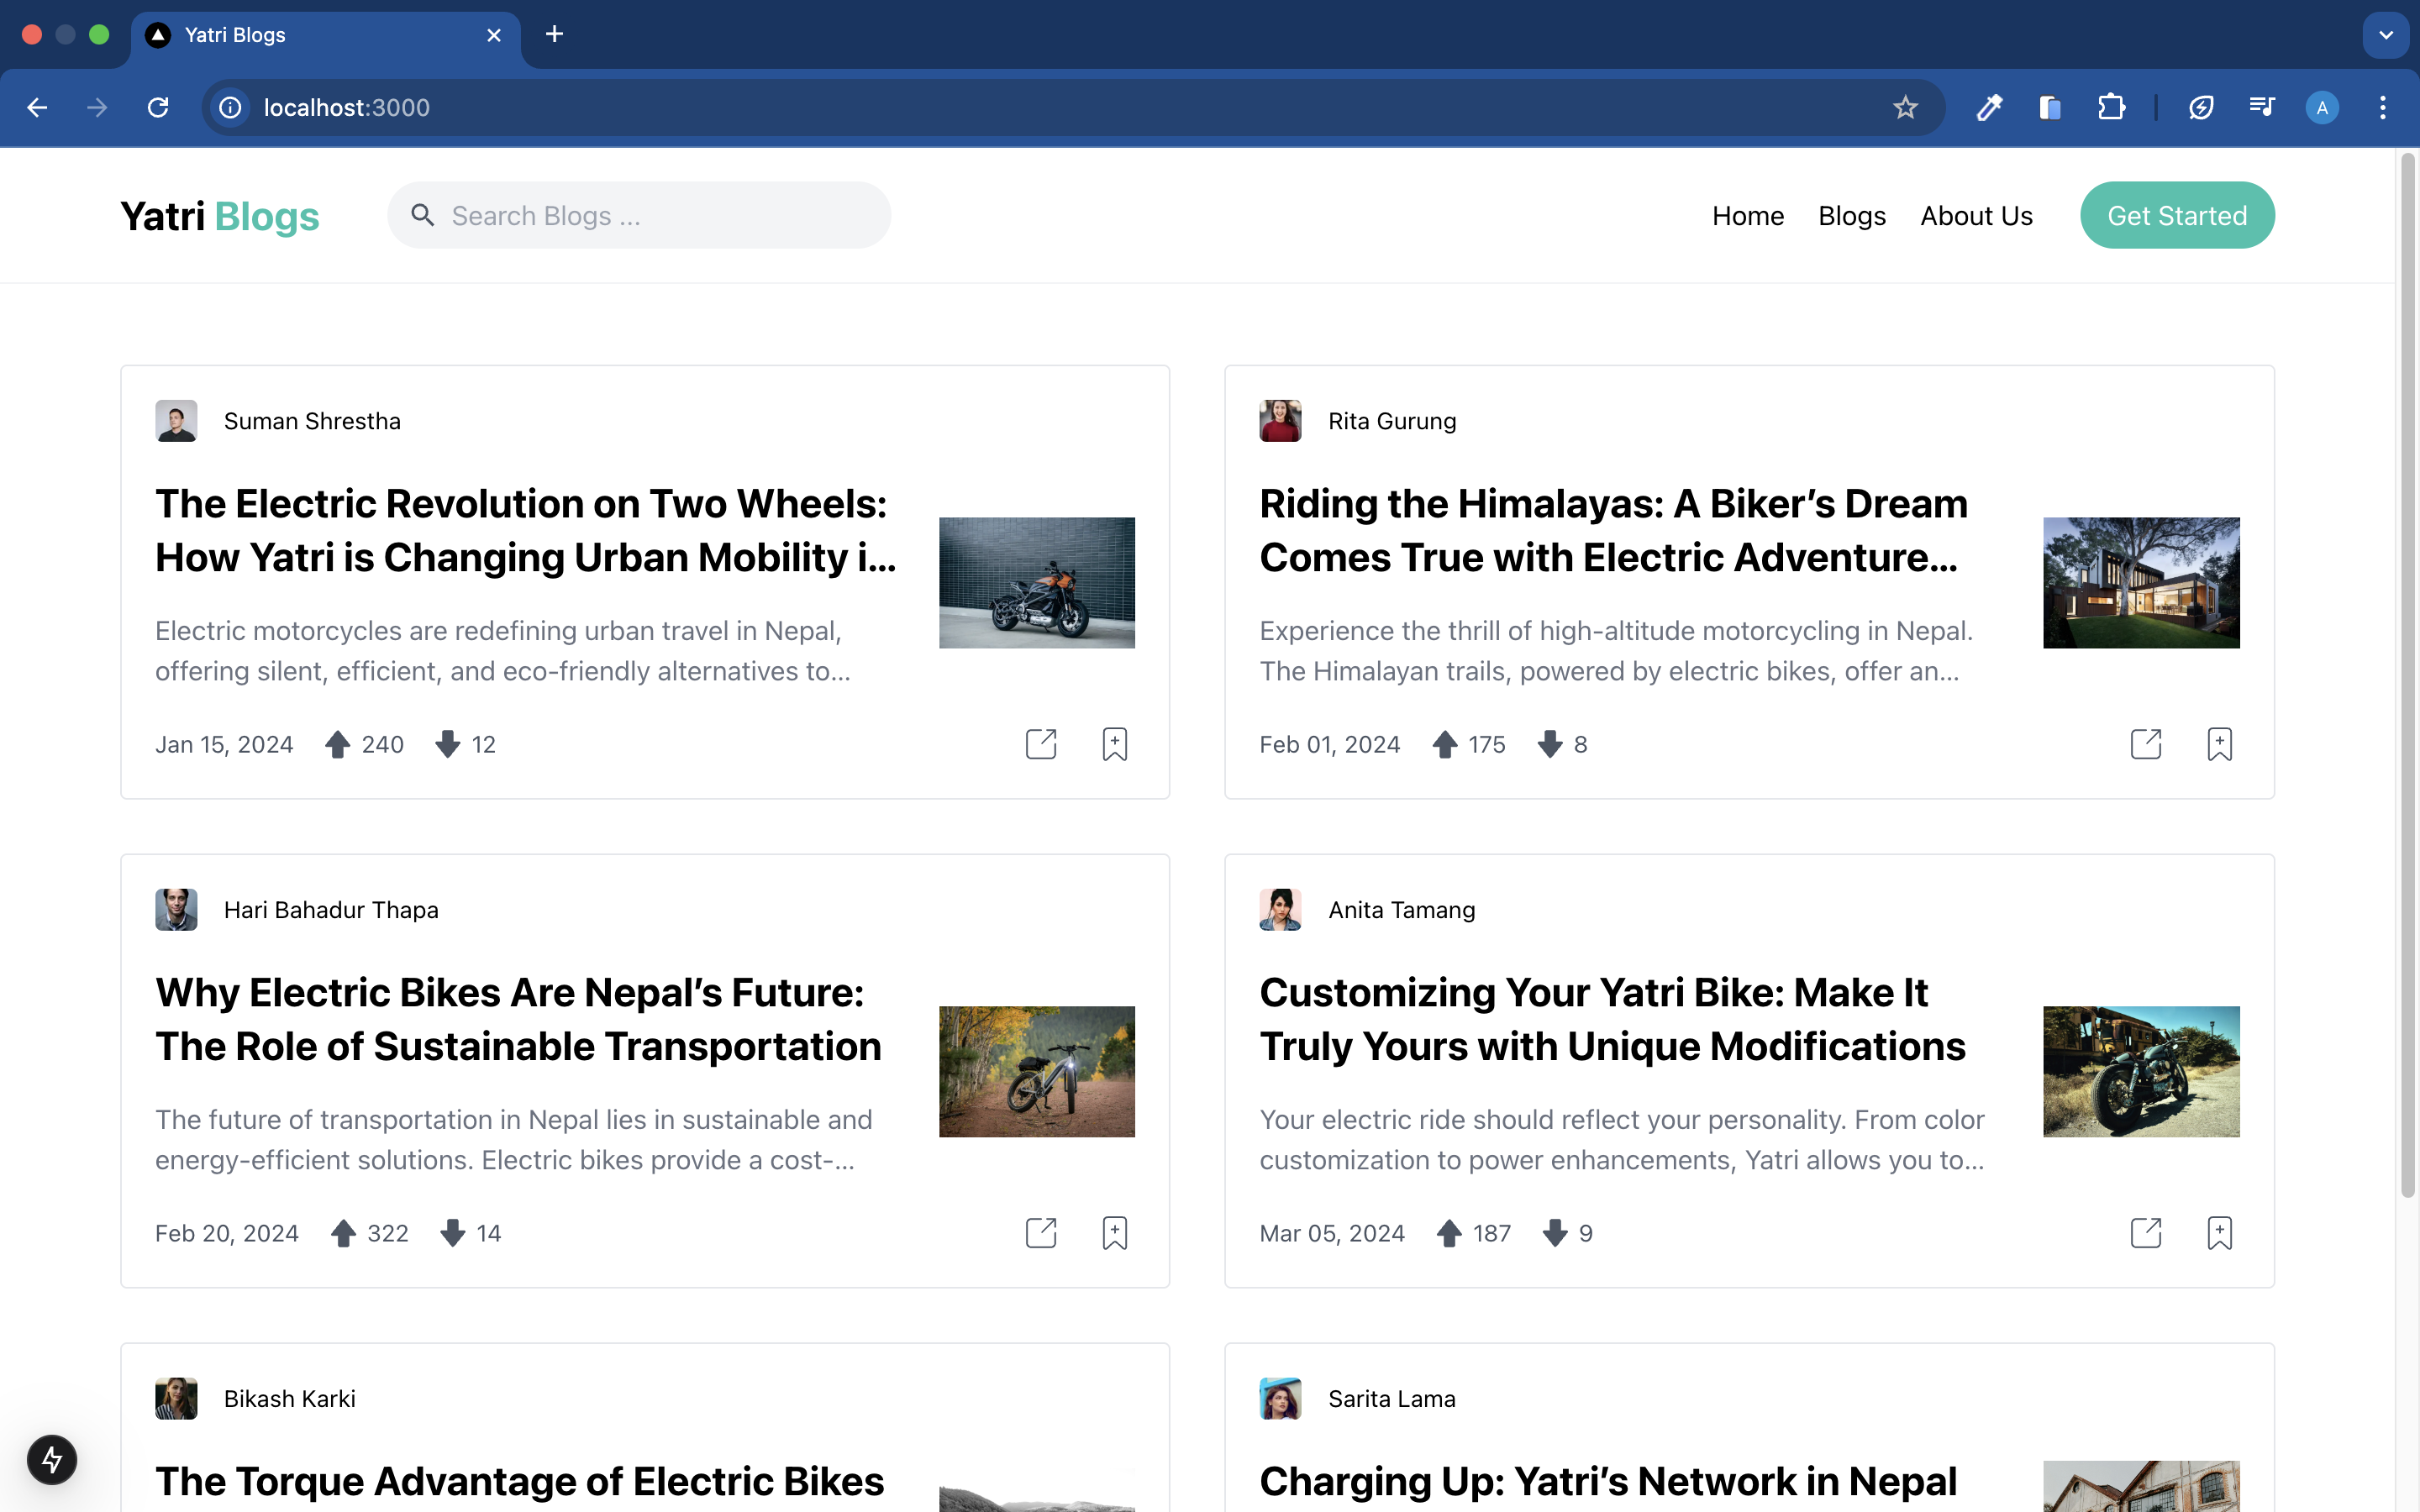 Yatri Blogs
localhost:3000
A
Yatri Blogs
Search Blogs ...
Home
Blogs
About Us
Get Started
Suman Shrestha
The Electric Revolution on Two Wheels:
How Yatri is Changing Urban Mobility i...
Electric motorcycles are redefining urban travel in Nepal,
offering silent, efficient, and eco-friendly alternatives to...
Jan 15, 2024 240 12
Rita Gurung
Riding the Himalayas: A Biker’s Dream
Comes True with Electric Adventure...
Experience the thrill of high-altitude motorcycling in Nepal.
The Himalayan trails, powered by electric bikes, offer an...
Feb 01, 2024 175 8
Hari Bahadur Thapa
Why Electric Bikes Are Nepal’s Future:
The Role of Sustainable Transportation
The future of transportation in Nepal lies in sustainable and
energy-efficient solutions. Electric bikes provide a cost-...
Feb 20, 2024 322 14
Anita Tamang
Customizing Your Yatri Bike: Make It
Truly Yours with Unique Modifications
Your electric ride should reflect your personality. From color
customization to power enhancements, Yatri allows you to...
Mar 05, 2024 187 9
Bikash Karki
The Torque Advantage of Electric Bikes
Sarita Lama
Charging Up: Yatri’s Network in Nepal